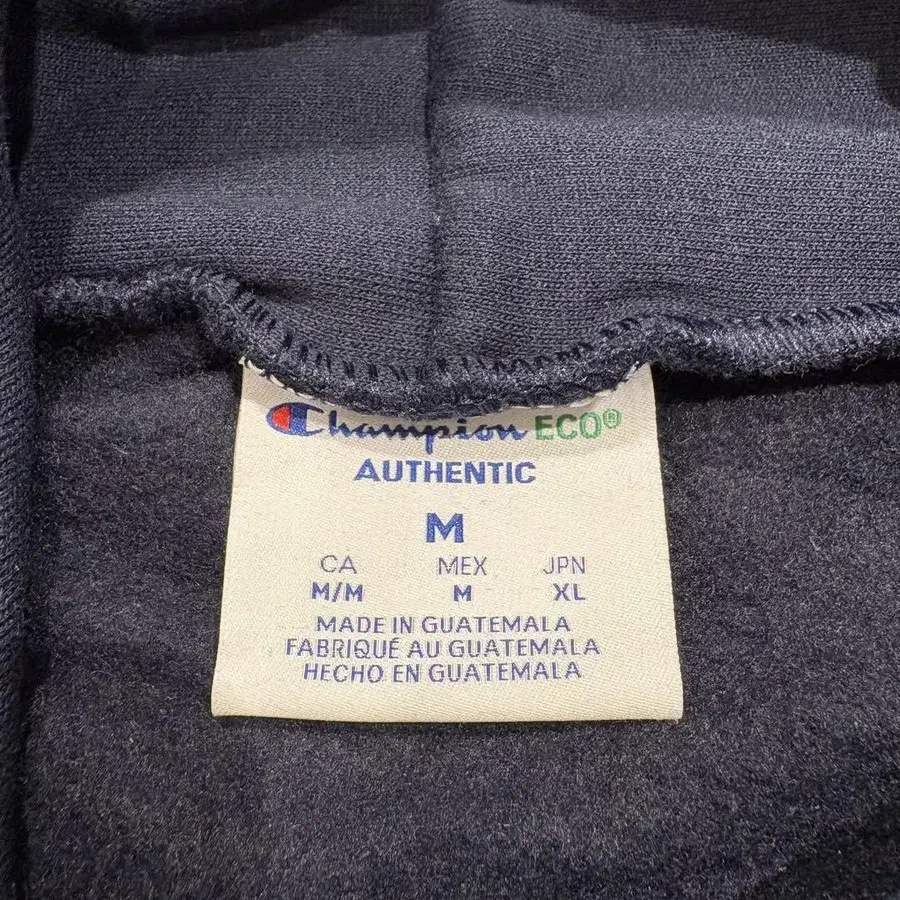 Champion ECO®
AUTHENTIC
M
CA MEX JPN
M/M M XL
MADE IN GUATEMALA
FABRIQUÉ AU GUATEMALA
HECHO EN GUATEMALA